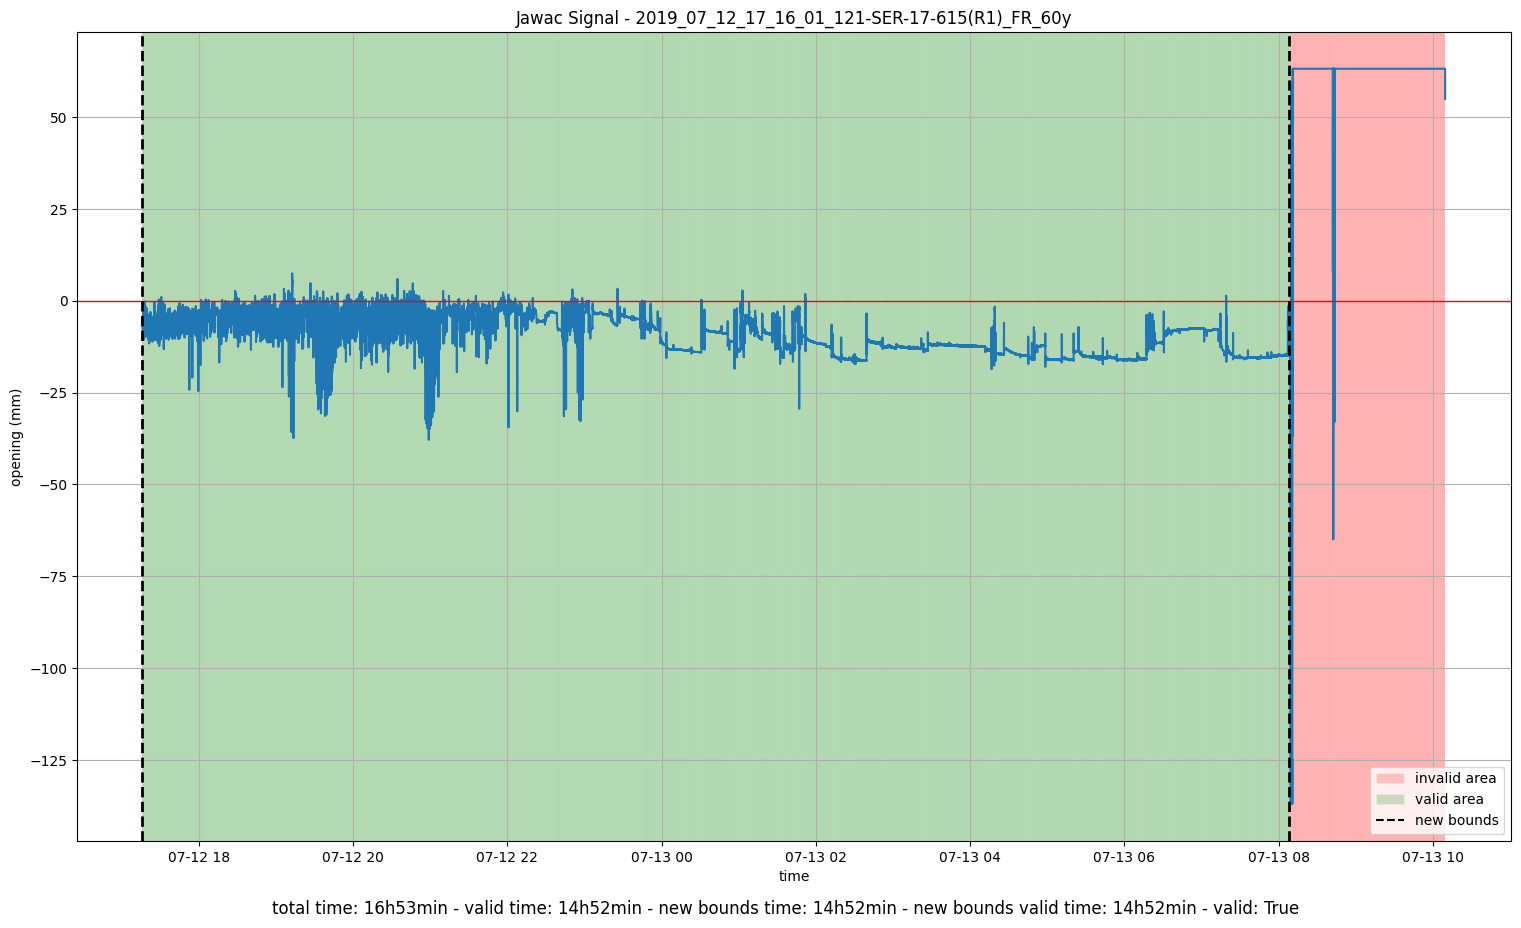 Jawac Signal - 2019_07_12_17_16_01_121-SER-17-615(R1)_FR_60y
opening (mm)
50
25
0
−25
−50
−75
−100
−125
invalid area
valid area
new bounds
07-12 18
07-12 20
07-12 22
07-13 00
07-13 02
07-13 04
07-13 06
07-13 08
07-13 10
time
total time: 16h53min - valid time: 14h52min - new bounds time: 14h52min - new bounds valid time: 14h52min - valid: True